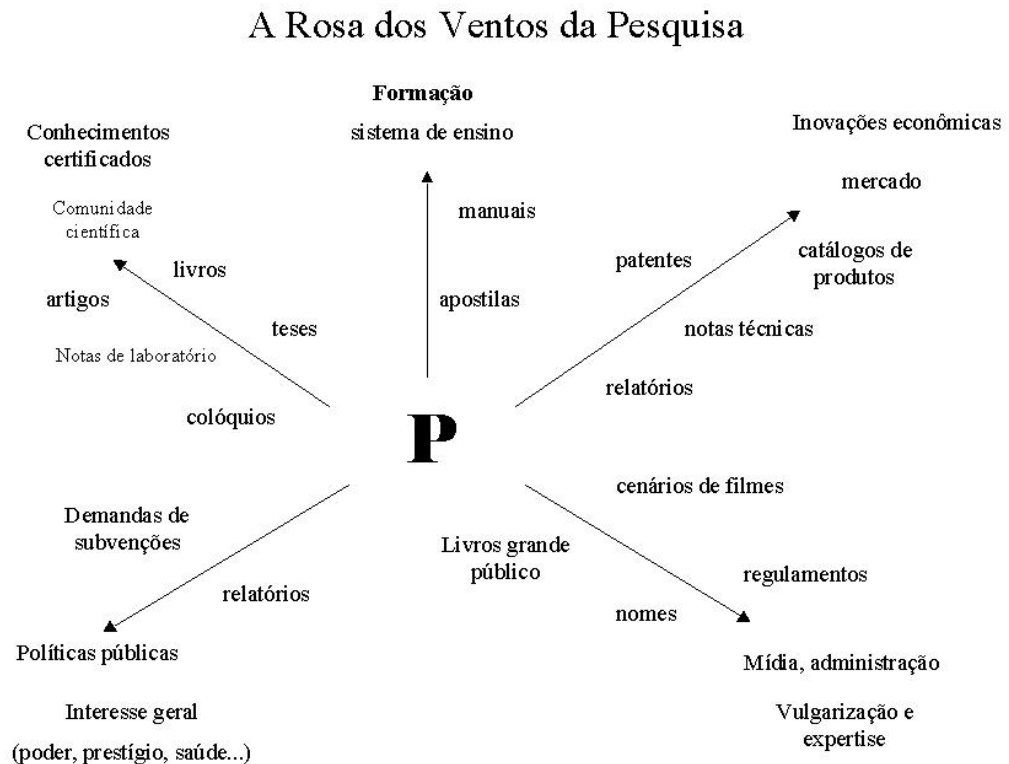 A Rosa dos Ventos da Pesquisa
Formação
sistema de ensino
manuais
apostilas
Conhecimentos
certificados
Comunidade
científica
livros
artigos
teses
Notas de laboratório
colóquios
Inovações econômicas
mercado
patentes
catálogos de
produtos
notas técnicas
relatórios
P
Demandas de
subvenções
relatórios
Políticas públicas
Interesse geral
(poder, prestígio, saúde...)
cenários de filmes
Livros grande
público
regulamentos
nomes
Mídia, administração
Vulgarização e
expertise